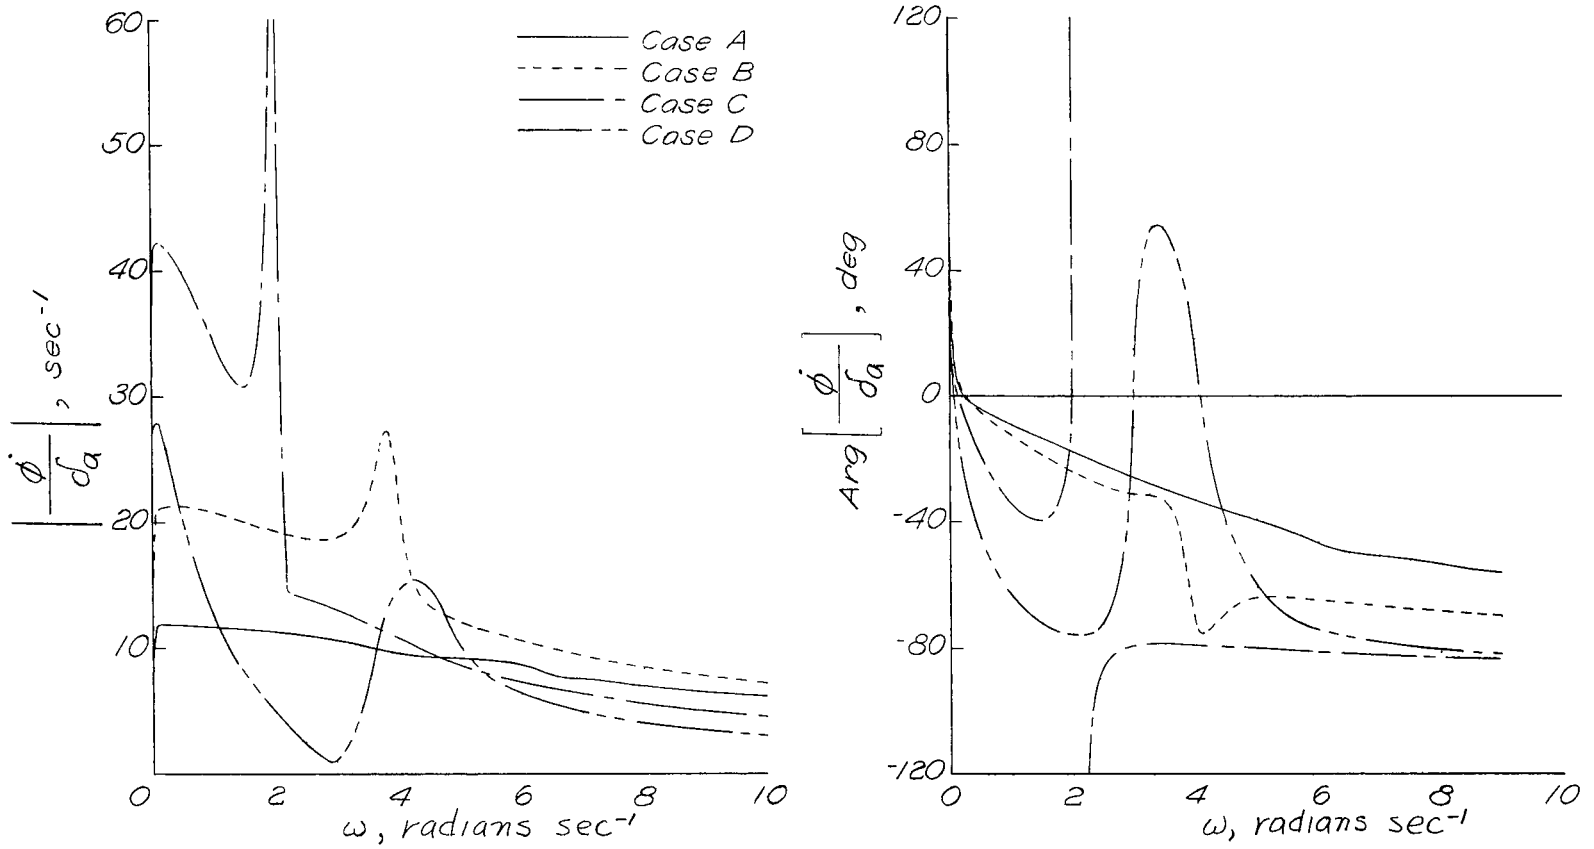 60
50
40
30
20
10
0 2 4 6 8 10
|φ̇/δa|, sec⁻¹
ω, radians sec⁻¹
Case A
Case B
Case C
Case D
120
80
40
0
-40
-80
-120
0 2 4 6 8 10
Arg[φ̇/δa], deg
ω, radians sec⁻¹